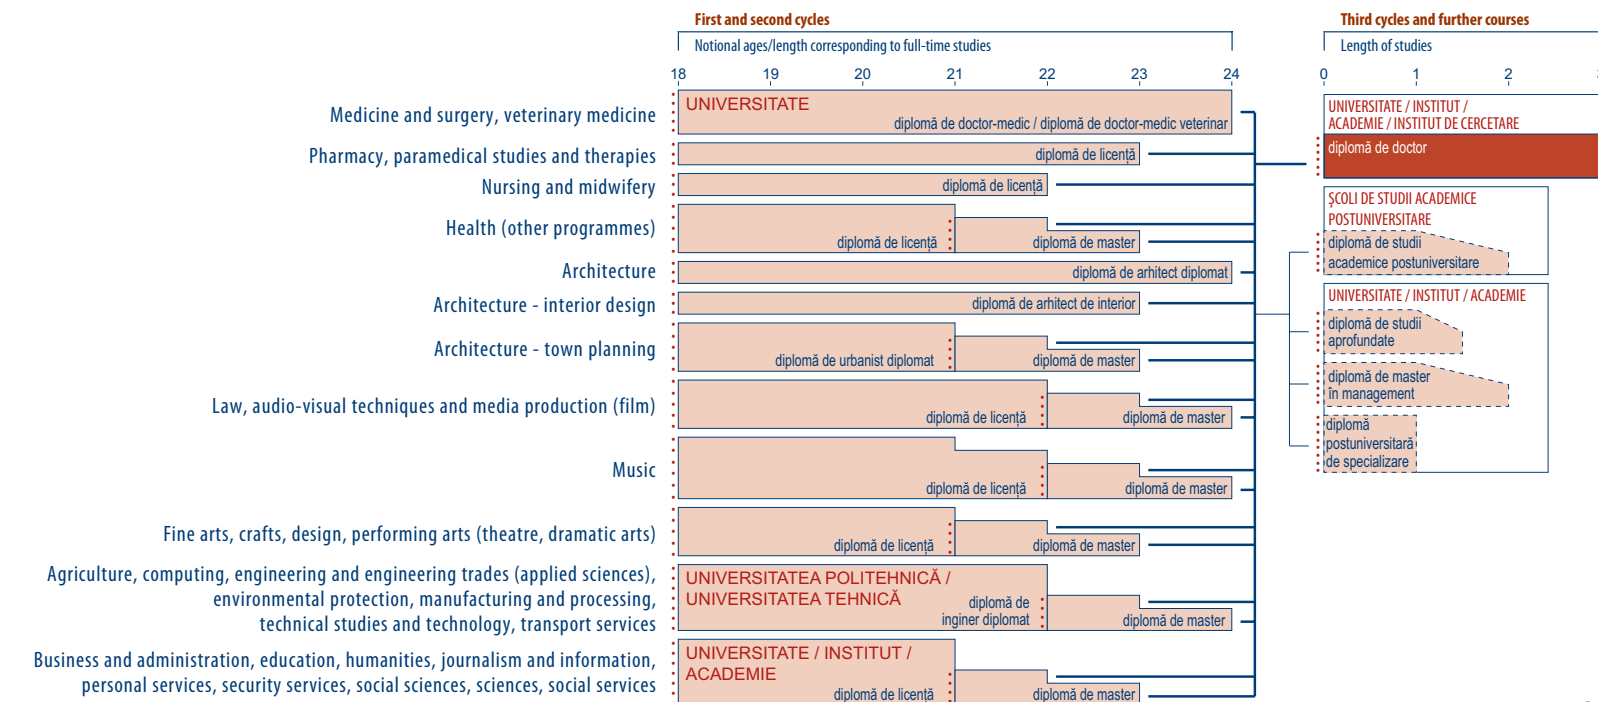 First and second cycles
Notional ages/length corresponding to full-time studies
18 19 20 21 22 23 24
Third cycles and further courses
Length of studies
0 1 2
Medicine and surgery, veterinary medicine
UNIVERSITATE
diplomă de doctor-medic / diplomă de doctor-medic veterinar
Pharmacy, paramedical studies and therapies
diplomă de licenţă
Nursing and midwifery
diplomă de licenţă
Health (other programmes)
diplomă de licenţă
diplomă de master
Architecture
diplomă de arhitect diplomat
Architecture - interior design
diplomă de arhitect de interior
Architecture - town planning
diplomă de urbanist diplomat
diplomă de master
Law, audio-visual techniques and media production (film)
diplomă de licenţă
diplomă de master
Music
diplomă de licenţă
diplomă de master
Fine arts, crafts, design, performing arts (theatre, dramatic arts)
diplomă de licenţă
diplomă de master
Agriculture, computing, engineering and engineering trades (applied sciences),
environmental protection, manufacturing and processing,
technical studies and technology, transport services
UNIVERSITATEA POLITEHNICĂ /
UNIVERSITATEA TEHNICĂ
diplomă de
inginer diplomat
diplomă de master
Business and administration, education, humanities, journalism and information,
personal services, security services, social sciences, sciences, social services
UNIVERSITATE / INSTITUT /
ACADEMIE
diplomă de licenţă
diplomă de master
UNIVERSITATE / INSTITUT /
ACADEMIE / INSTITUT DE CERCETARE
diplomă de doctor
ŞCOLI DE STUDII ACADEMICE
POSTUNIVERSITARE
diplomă de studii
academice postuniversitare
UNIVERSITATE / INSTITUT / ACADEMIE
diplomă de studii
aprofundate
diplomă de master
în management
diplomă
postuniversitară
de specializare